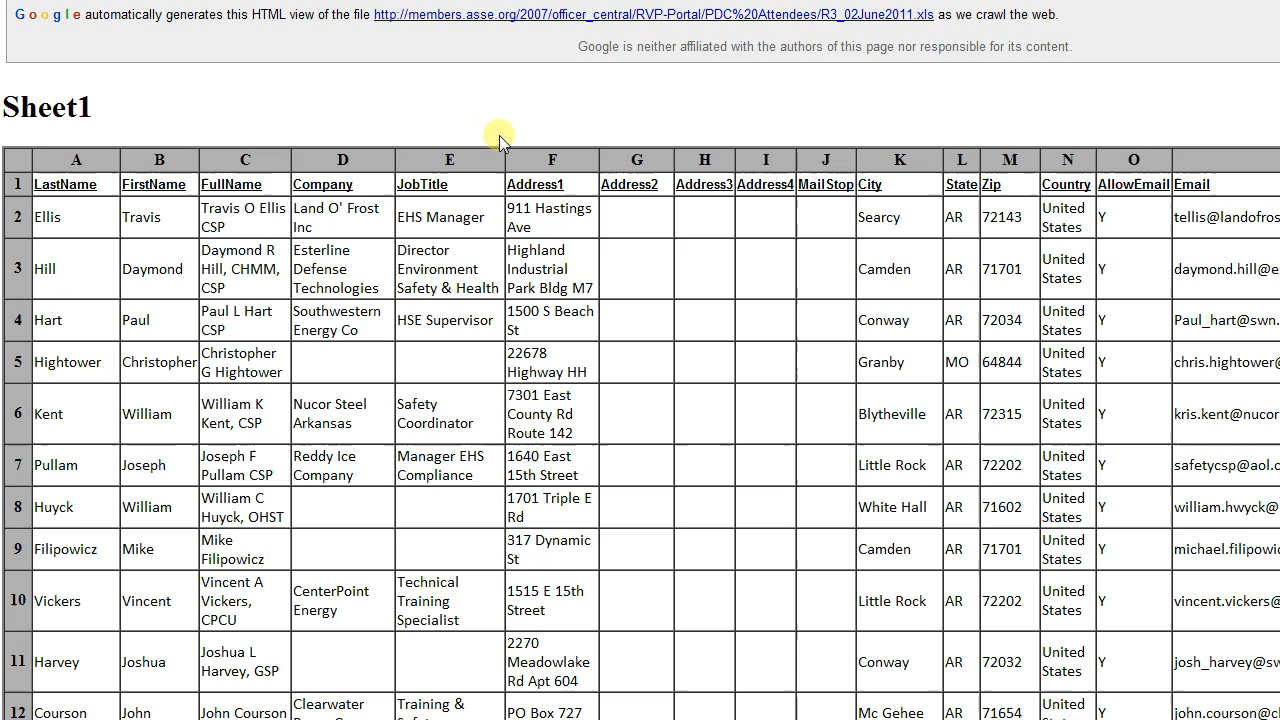 Google automatically generates this HTML view of the file http://members.asse.org/2007/officer_central/RVP-Portal/PDC%20Attendees/R3_02June2011.xls as we crawl the web.
Google is neither affiliated with the authors of this page nor responsible for its content.
Sheet1
A B C D E F G H I J K L M N O
1 LastName FirstName FullName Company JobTitle Address1 Address2 Address3 Address4 MailStop City State Zip Country AllowEmail Email
2 Ellis Travis Travis O Ellis CSP Land O' Frost Inc EHS Manager 911 Hastings Ave Searcy AR 72143 United States Y tellis@landofros
3 Hill Daymond Daymond R Hill, CHMM, CSP Esterline Defense Technologies Director Environment Safety & Health Highland Industrial Park Bldg M7 Camden AR 71701 United States Y daymond.hill@e
4 Hart Paul Paul L Hart CSP Southwestern Energy Co HSE Supervisor 1500 S Beach St Conway AR 72034 United States Y Paul_hart@swn.
5 Hightower Christopher Christopher G Hightower 22678 Highway HH Granby MO 64844 United States Y chris.hightower@
6 Kent William William K Kent, CSP Nucor Steel Arkansas Safety Coordinator 7301 East County Rd Route 142 Blytheville AR 72315 United States Y kris.kent@nucor
7 Pullam Joseph Joseph F Pullam CSP Reddy Ice Company Manager EHS Compliance 1640 East 15th Street Little Rock AR 72202 United States Y safetycsp@aol.c
8 Huyck William William C Huyck, OHST 1701 Triple E Rd White Hall AR 71602 United States Y william.hwyck@
9 Filipowicz Mike Mike Filipowicz 317 Dynamic St Camden AR 71701 United States Y michael.filipowi
10 Vickers Vincent Vincent A Vickers, CPCU CenterPoint Energy Technical Training Specialist 1515 E 15th Street Little Rock AR 72202 United States Y vincent.vickers@
11 Harvey Joshua Joshua L Harvey, GSP 2270 Meadowlake Rd Apt 604 Conway AR 72032 United States Y josh_harvey@sw
12 Courson John John Courson Clearwater Training & PO Box 727 Mc Gehee AR 71654 United States Y john.courson@c